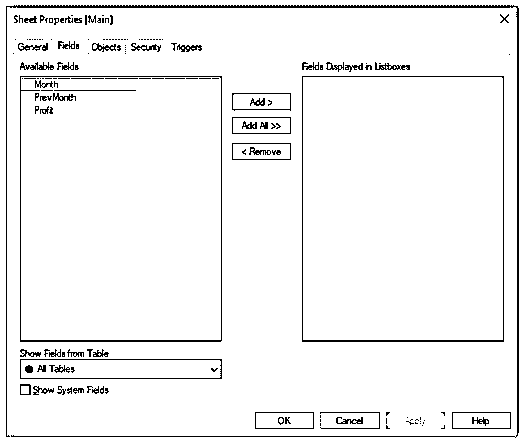 Sheet Properties [Main]
General Fields Objects Security Triggers
Available Fields
Fields Displayed in Listboxes
Month
PrevMonth
Profit
Add >
Add All >>
< Remove
Show Fields from Table
All Tables
Show System Fields
OK Cancel Apply Help